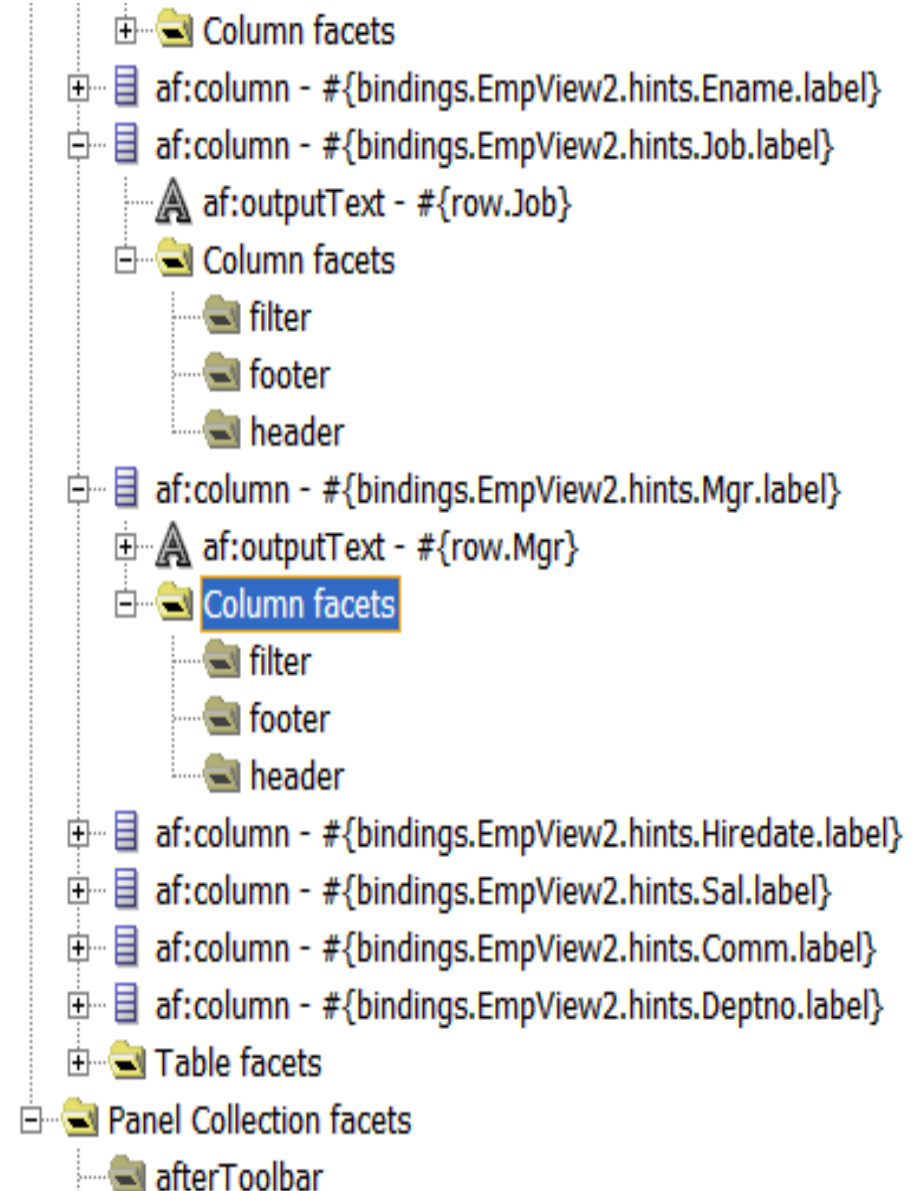 Column facets
af:column - #{bindings.EmpView2.hints.Ename.label}
af:column - #{bindings.EmpView2.hints.Job.label}
af:outputText - #{row.Job}
Column facets
filter
footer
header
af:column - #{bindings.EmpView2.hints.Mgr.label}
af:outputText - #{row.Mgr}
Column facets
filter
footer
header
af:column - #{bindings.EmpView2.hints.Hiredate.label}
af:column - #{bindings.EmpView2.hints.Sal.label}
af:column - #{bindings.EmpView2.hints.Comm.label}
af:column - #{bindings.EmpView2.hints.Deptno.label}
Table facets
Panel Collection facets
afterToolbar